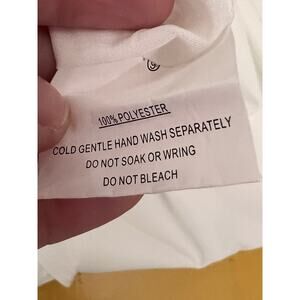 100% POLYESTER
COLD GENTLE HAND WASH SEPARATELY
DO NOT SOAK OR WRING
DO NOT BLEACH